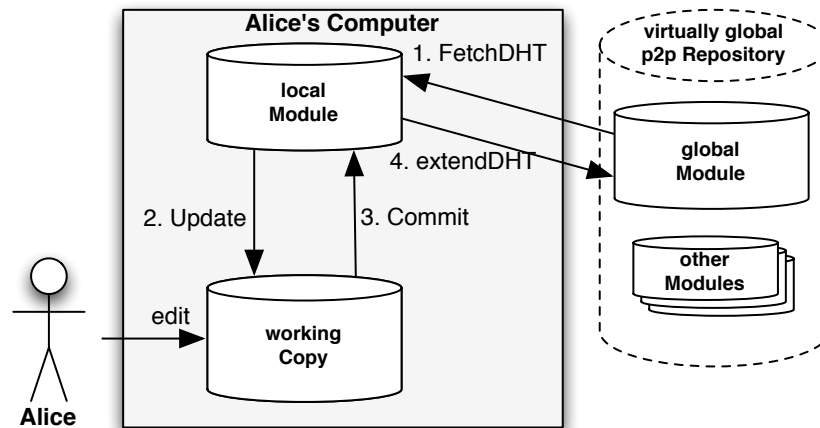 Alice's Computer
virtually global
p2p Repository
1. FetchDHT
local
Module
global
Module
4. extendDHT
2. Update
3. Commit
other
Modules
edit
working
Copy
Alice